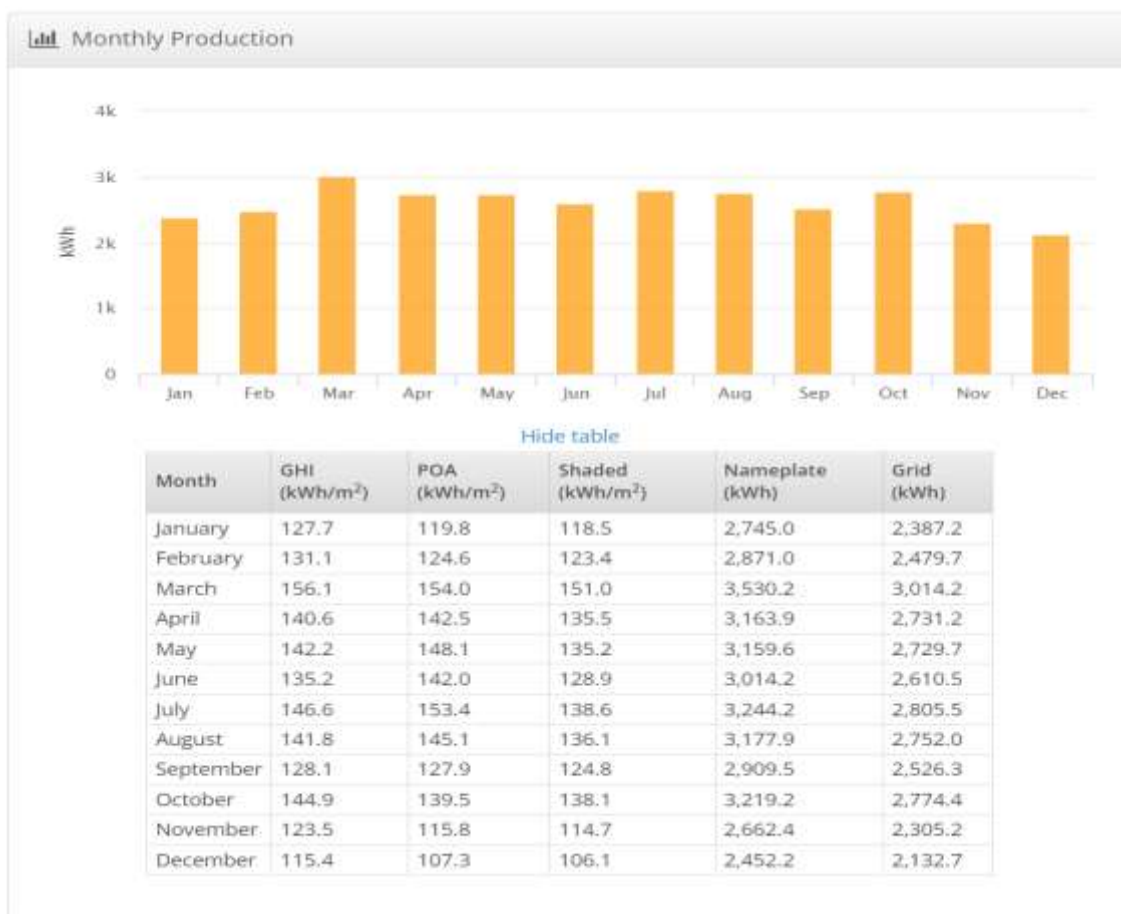 Monthly Production
4k
3k
2k
1k
0
kWh
Jan Feb Mar Apr May Jun Jul Aug Sep Oct Nov Dec
Hide table
Month GHI (kWh/m²) POA (kWh/m²) Shaded (kWh/m²) Nameplate (kWh) Grid (kWh)
January 127.7 119.8 118.5 2,745.0 2,387.2
February 131.1 124.6 123.4 2,871.0 2,479.7
March 156.1 154.0 151.0 3,530.2 3,014.2
April 140.6 142.5 135.5 3,163.9 2,731.2
May 142.2 148.1 135.2 3,159.6 2,729.7
June 135.2 142.0 128.9 3,014.2 2,610.5
July 146.6 153.4 138.6 3,244.2 2,805.5
August 141.8 145.1 136.1 3,177.9 2,752.0
September 128.1 127.9 124.8 2,909.5 2,526.3
October 144.9 139.5 138.1 3,219.2 2,774.4
November 123.5 115.8 114.7 2,662.4 2,305.2
December 115.4 107.3 106.1 2,452.2 2,132.7